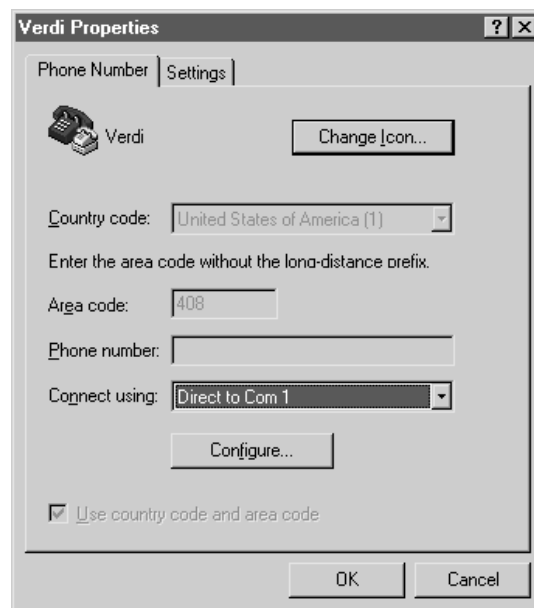 Verdi Properties
Phone Number Settings
Verdi
Change Icon...
Country code: United States of America (1)
Enter the area code without the long-distance prefix.
Area code: 408
Phone number:
Connect using: Direct to Com 1
Configure...
Use country code and area code
OK Cancel